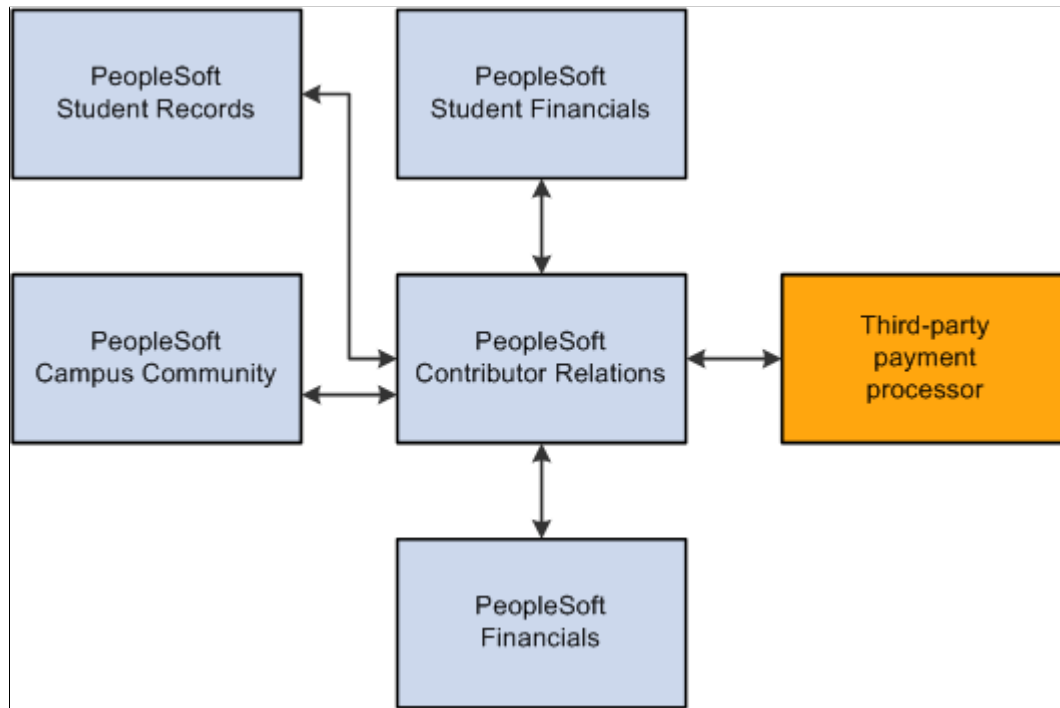 PeopleSoft
Student Records
PeopleSoft
Student Financials
PeopleSoft
Campus Community
PeopleSoft
Contributor Relations
Third-party
payment
processor
PeopleSoft
Financials